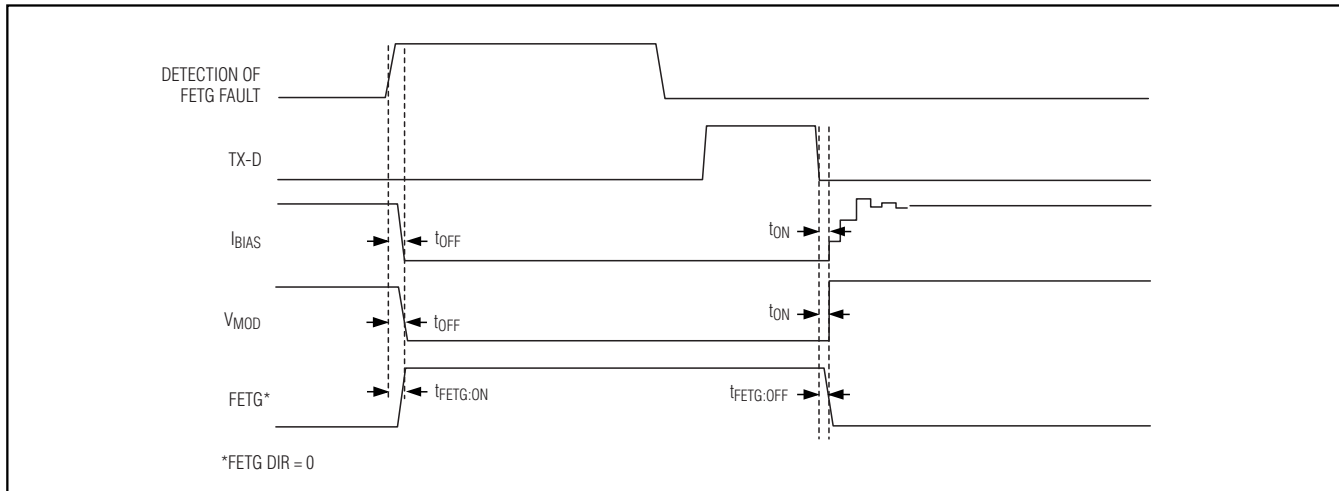 DETECTION OF
FETG FAULT
TX-D
IBIAS
tOFF
tON
VMOD
tOFF
tON
FETG*
tFETG:ON
tFETG:OFF
*FETG DIR = 0